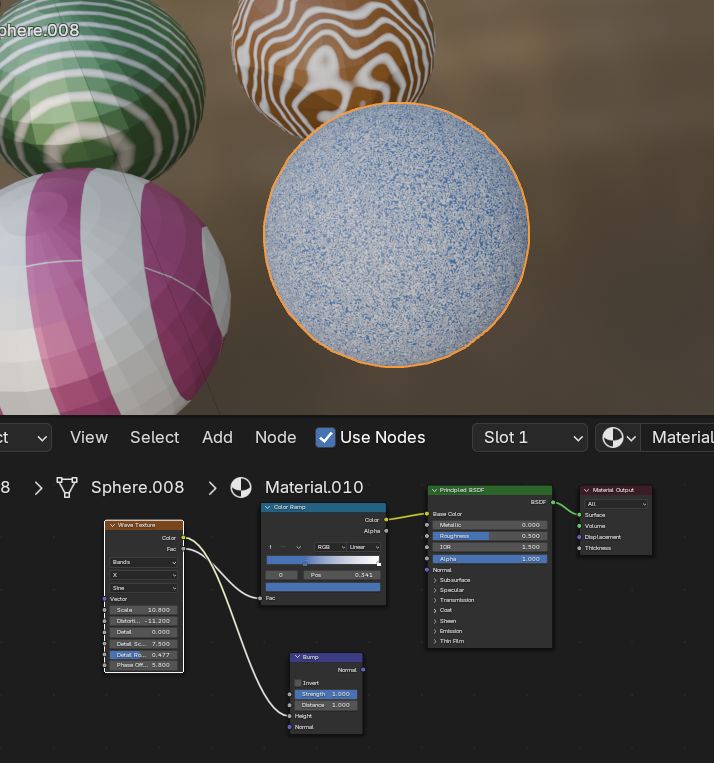 phere.008
ct
View
Select
Add
Node
Use Nodes
Slot 1
Material
8
Sphere.008
Material.010
Wave Texture
Color
Fac
Bands
X
Sine
Vector
Scale 10.800
Distorti... -11.200
Detail 0.000
Detail Sc... 7.500
Detail Ro... 0.477
Phase Off... 5.800
Color Ramp
Color
Alpha
RGB
Linear
0
Pos 0.341
Fac
Bump
Normal
Invert
Strength 1.000
Distance 1.000
Height
Normal
Principled BSDF
BSDF
Base Color
Metallic 0.000
Roughness 0.500
IOR 1.500
Alpha 1.000
Normal
Subsurface
Specular
Transmission
Coat
Sheen
Emission
Thin Film
Material Output
All
Surface
Volume
Displacement
Thickness